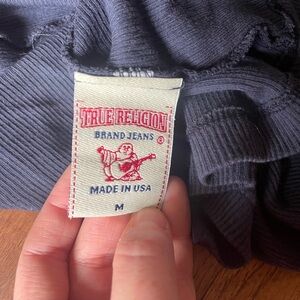 TRUE RELIGION
BRAND JEANS
®
MADE IN USA
M